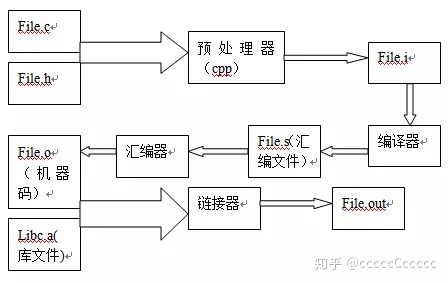 File.c
File.h
预处理器
（cpp）
File.i
编译器
File.s(汇
编文件）
汇编器
File.o
（机器
码）
Libc.a(
库文件）
链接器
File.out
知乎 @cccccCccccc